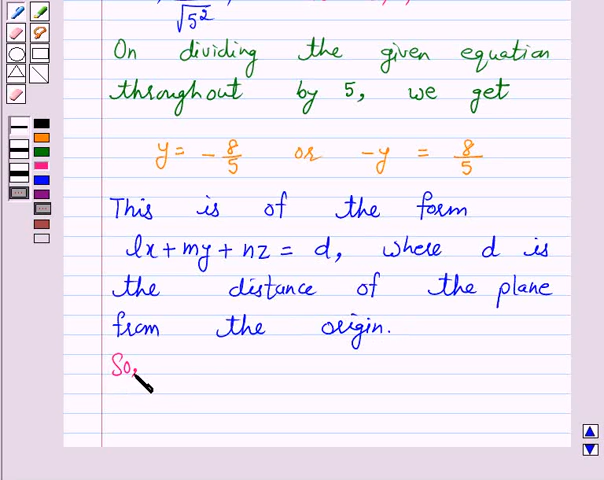 √5²
On dividing the given equation
throughout by 5, we get
y = - 8/5 or -y = 8/5
This is of the form
lx + my + nz = d, where d is
the distance of the plane
from the origin.
So,